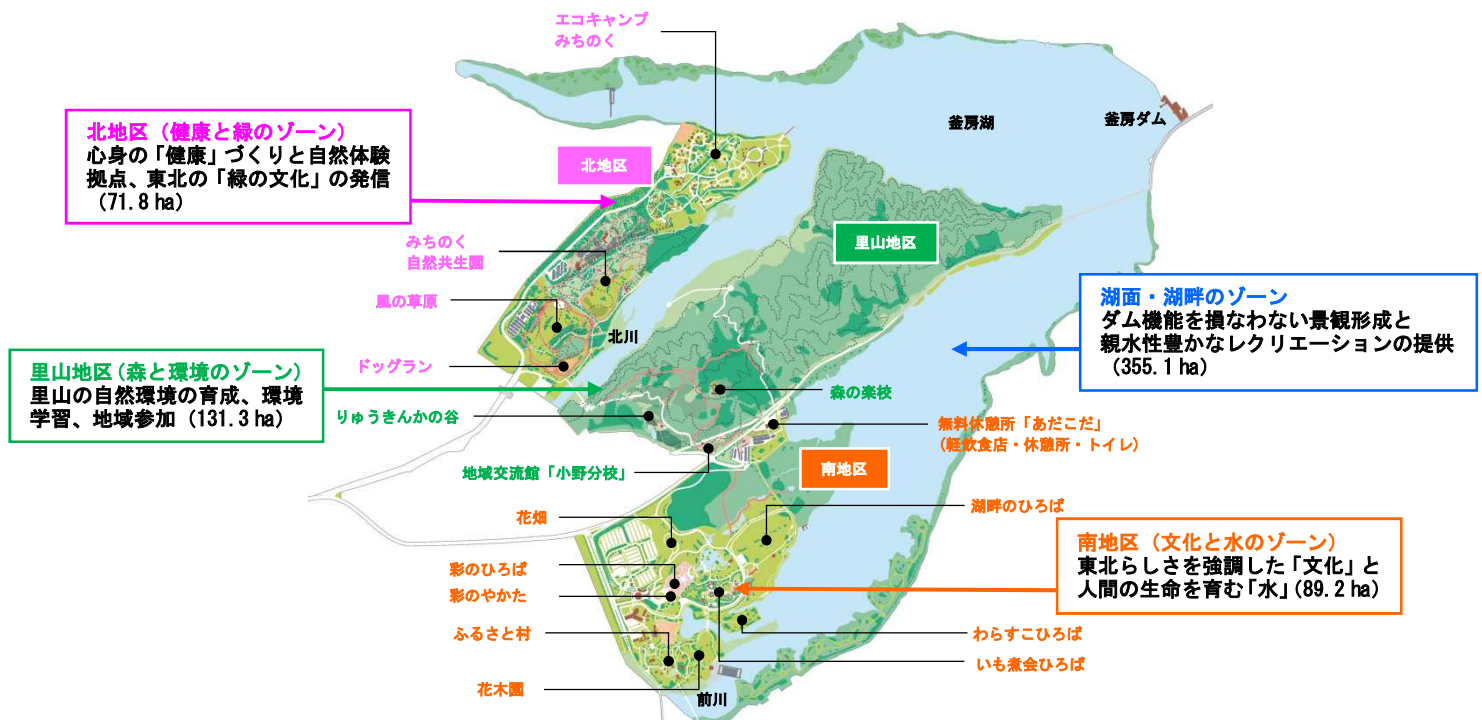 エコキャンプ
みちのく
釜房湖
釜房ダム
北地区（健康と緑のゾーン）
心身の「健康」づくりと自然体験
拠点、東北の「緑の文化」の発信
（71.8 ha）
北地区
里山地区
みちのく
自然共生園
風の草原
北川
湖面・湖畔のゾーン
ダム機能を損なわない景観形成と
親水性豊かなレクリエーションの提供
（355.1 ha）
里山地区（森と環境のゾーン）
里山の自然環境の育成、環境
学習、地域参加（131.3 ha）
ドッグラン
森の楽校
りゅうきんかの谷
無料休憩所「あだこだ」
（軽飲食店・休憩所・トイレ）
地域交流館「小野分校」
南地区
湖畔のひろば
花畑
南地区（文化と水のゾーン）
東北らしさを強調した「文化」と
人間の生命を育む「水」（89.2 ha）
彩のひろば
彩のやかた
ふるさと村
わらすこひろば
いも煮会ひろば
花木園
前川